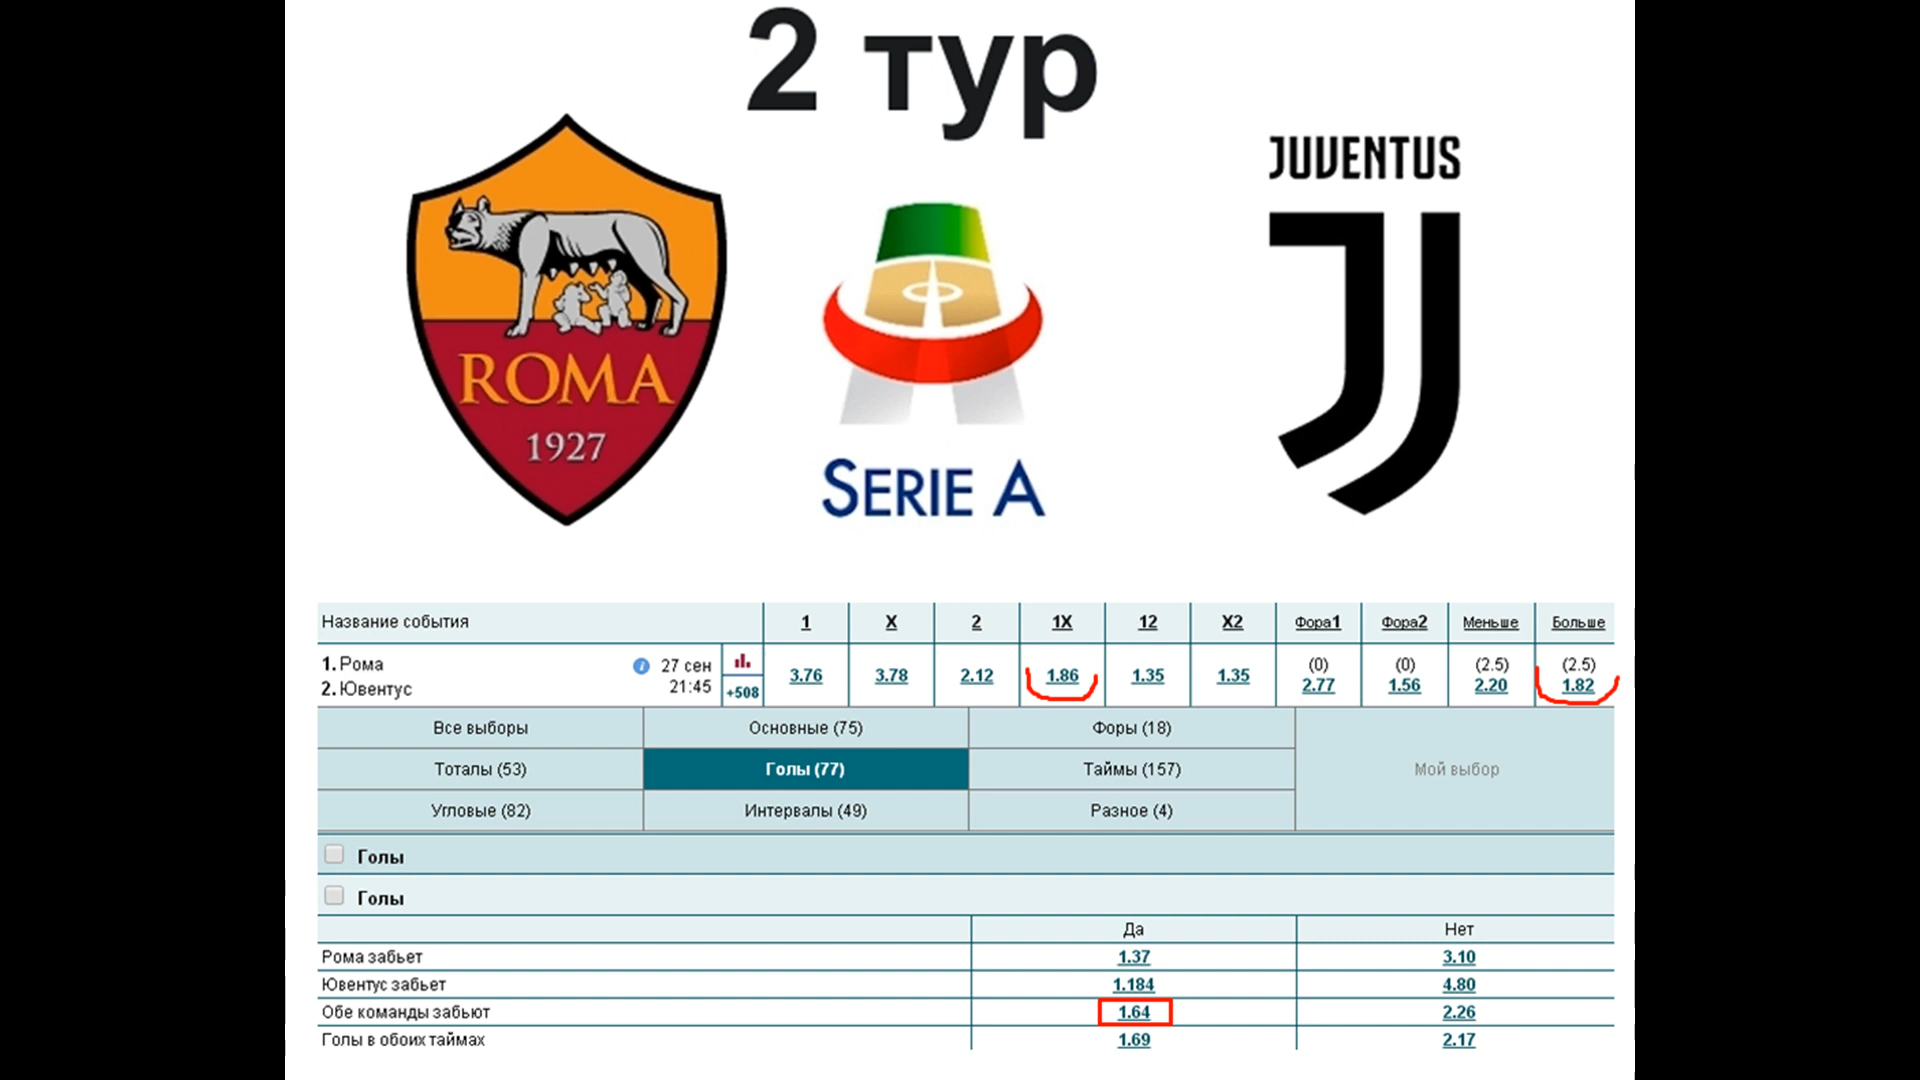 2 тур
JUVENTUS
ROMA
1927
SERIE A
Название события 1 X 2 1X 12 X2 Фора1 Фора2 Меньше Больше
1. Рома 27 сен (0) (0) (2.5) (2.5)
2. Ювентус 21:45 +508 3.76 3.78 2.12 1.86 1.35 1.35 2.77 1.56 2.20 1.82
Все выборы Основные (75) Форы (18)
Тоталы (53) Голы (77) Таймы (157) Мой выбор
Угловые (82) Интервалы (49) Разное (4)
Голы
Голы
Да Нет
Рома забьет 1.37 3.10
Ювентус забьет 1.184 4.80
Обе команды забьют 1.64 2.26
Голы в обоих таймах 1.69 2.17